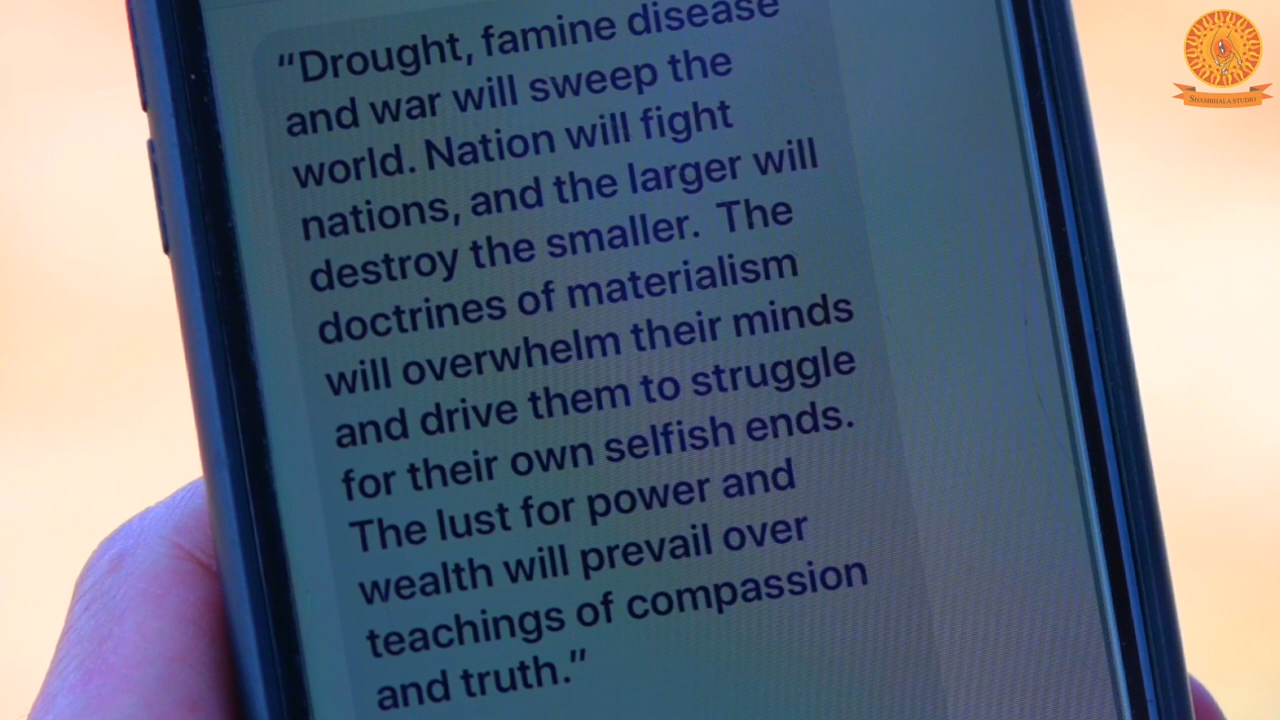 “Drought, famine disease
and war will sweep the
world. Nation will fight
nations, and the larger will
destroy the smaller. The
doctrines of materialism
will overwhelm their minds
and drive them to struggle
for their own selfish ends.
The lust for power and
wealth will prevail over
teachings of compassion
and truth.”
SHAMBHALA STUDIO